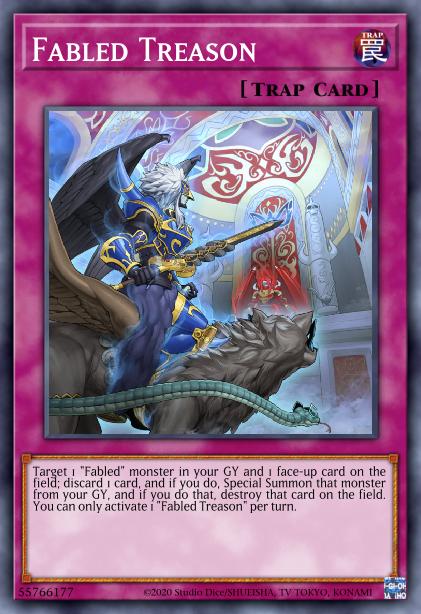 Fabled Treason
TRAP
罠
[Trap Card]
Target 1 "Fabled" monster in your GY and 1 face-up card on the
field; discard 1 card, and if you do, Special Summon that monster
from your GY, and if you do that, destroy that card on the field.
You can only activate 1 "Fabled Treason" per turn.
55766177
©2020 Studio Dice/SHUEISHA, TV TOKYO, KONAMI